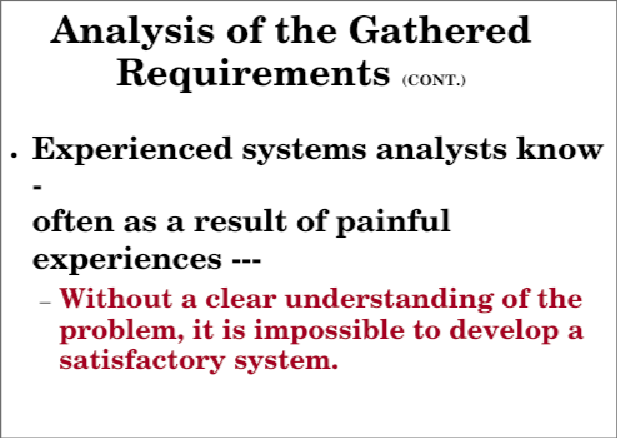 Analysis of the Gathered
Requirements (CONT.)
• Experienced systems analysts know
-
often as a result of painful
experiences ---
– Without a clear understanding of the
problem, it is impossible to develop a
satisfactory system.